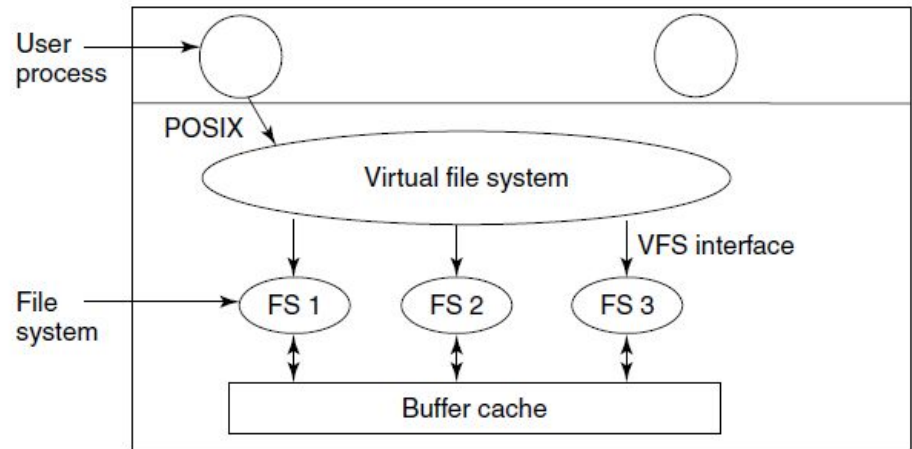 User
process
POSIX
Virtual file system
VFS interface
File
system
FS 1
FS 2
FS 3
Buffer cache